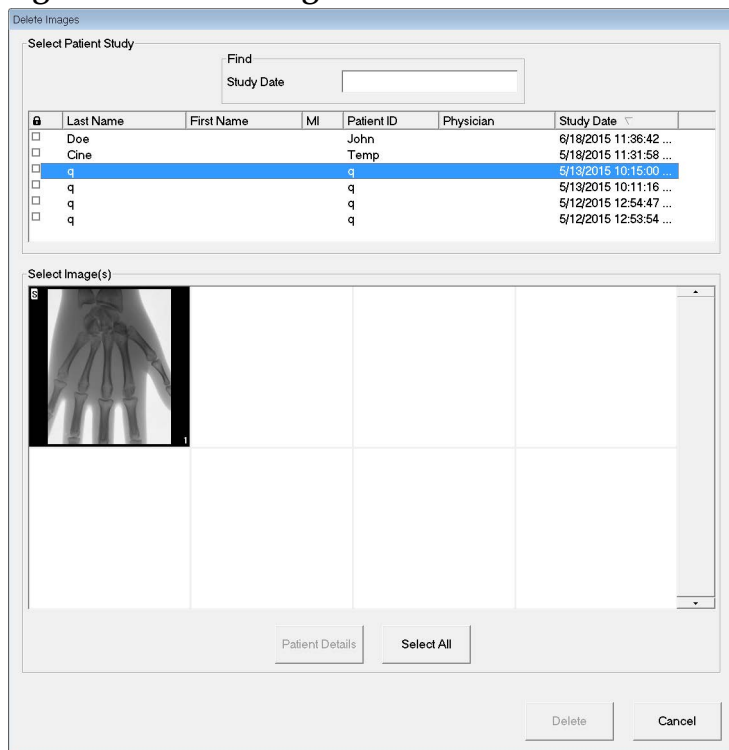 Delete Images
Select Patient Study
Find
Study Date
Last Name First Name MI Patient ID Physician Study Date
Doe John 6/18/2015 11:36:42 ...
Cine Temp 5/18/2015 11:31:58 ...
q q 5/13/2015 10:15:00 ...
q q 5/13/2015 10:11:16 ...
q q 5/12/2015 12:54:47 ...
q q 5/12/2015 12:53:54 ...
Select Image(s)
S
1
Patient Details Select All
Delete Cancel